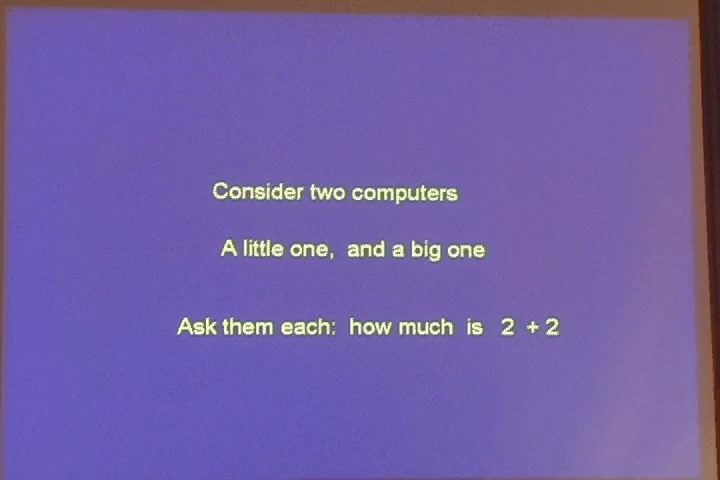 Consider two computers
A little one, and a big one
Ask them each: how much is 2 + 2